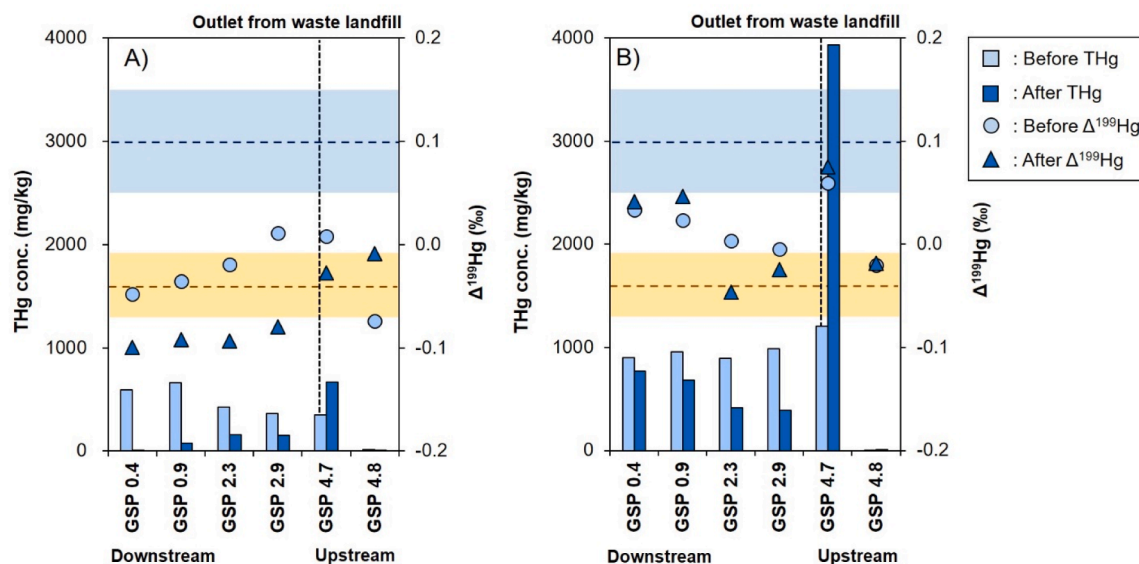 Outlet from waste landfill
A)
4000
3000
2000
1000
0
THg conc. (mg/kg)
0.2
0.1
0.0
-0.1
-0.2
Δ¹⁹⁹Hg (‰)
GSP 0.4
GSP 0.9
GSP 2.3
GSP 2.9
GSP 4.7
GSP 4.8
Downstream
Upstream
Outlet from waste landfill
B)
4000
3000
2000
1000
0
THg conc. (mg/kg)
0.2
0.1
0.0
-0.1
-0.2
Δ¹⁹⁹Hg (‰)
GSP 0.4
GSP 0.9
GSP 2.3
GSP 2.9
GSP 4.7
GSP 4.8
Downstream
Upstream
: Before THg
: After THg
: Before Δ¹⁹⁹Hg
: After Δ¹⁹⁹Hg